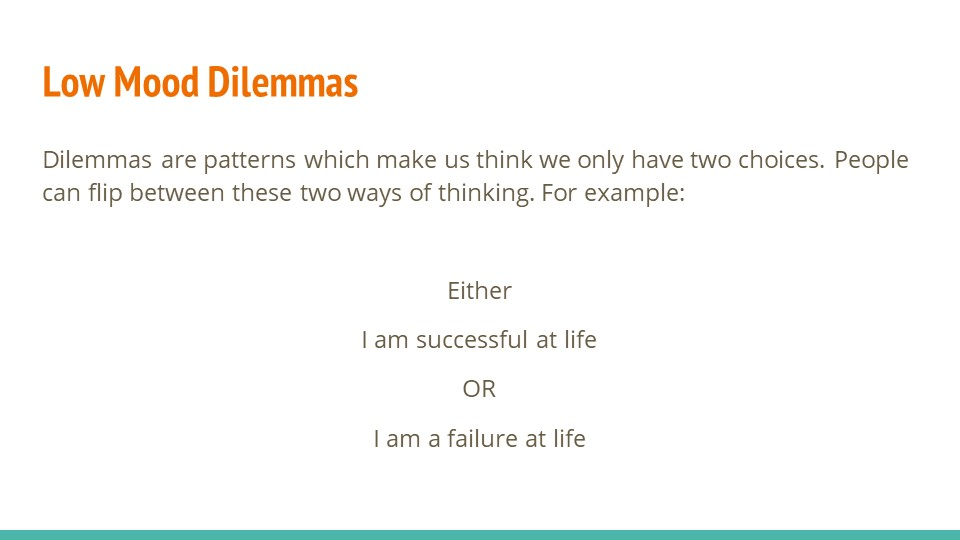 Low Mood Dilemmas
Dilemmas are patterns which make us think we only have two choices. People
can flip between these two ways of thinking. For example:
Either
I am successful at life
OR
I am a failure at life